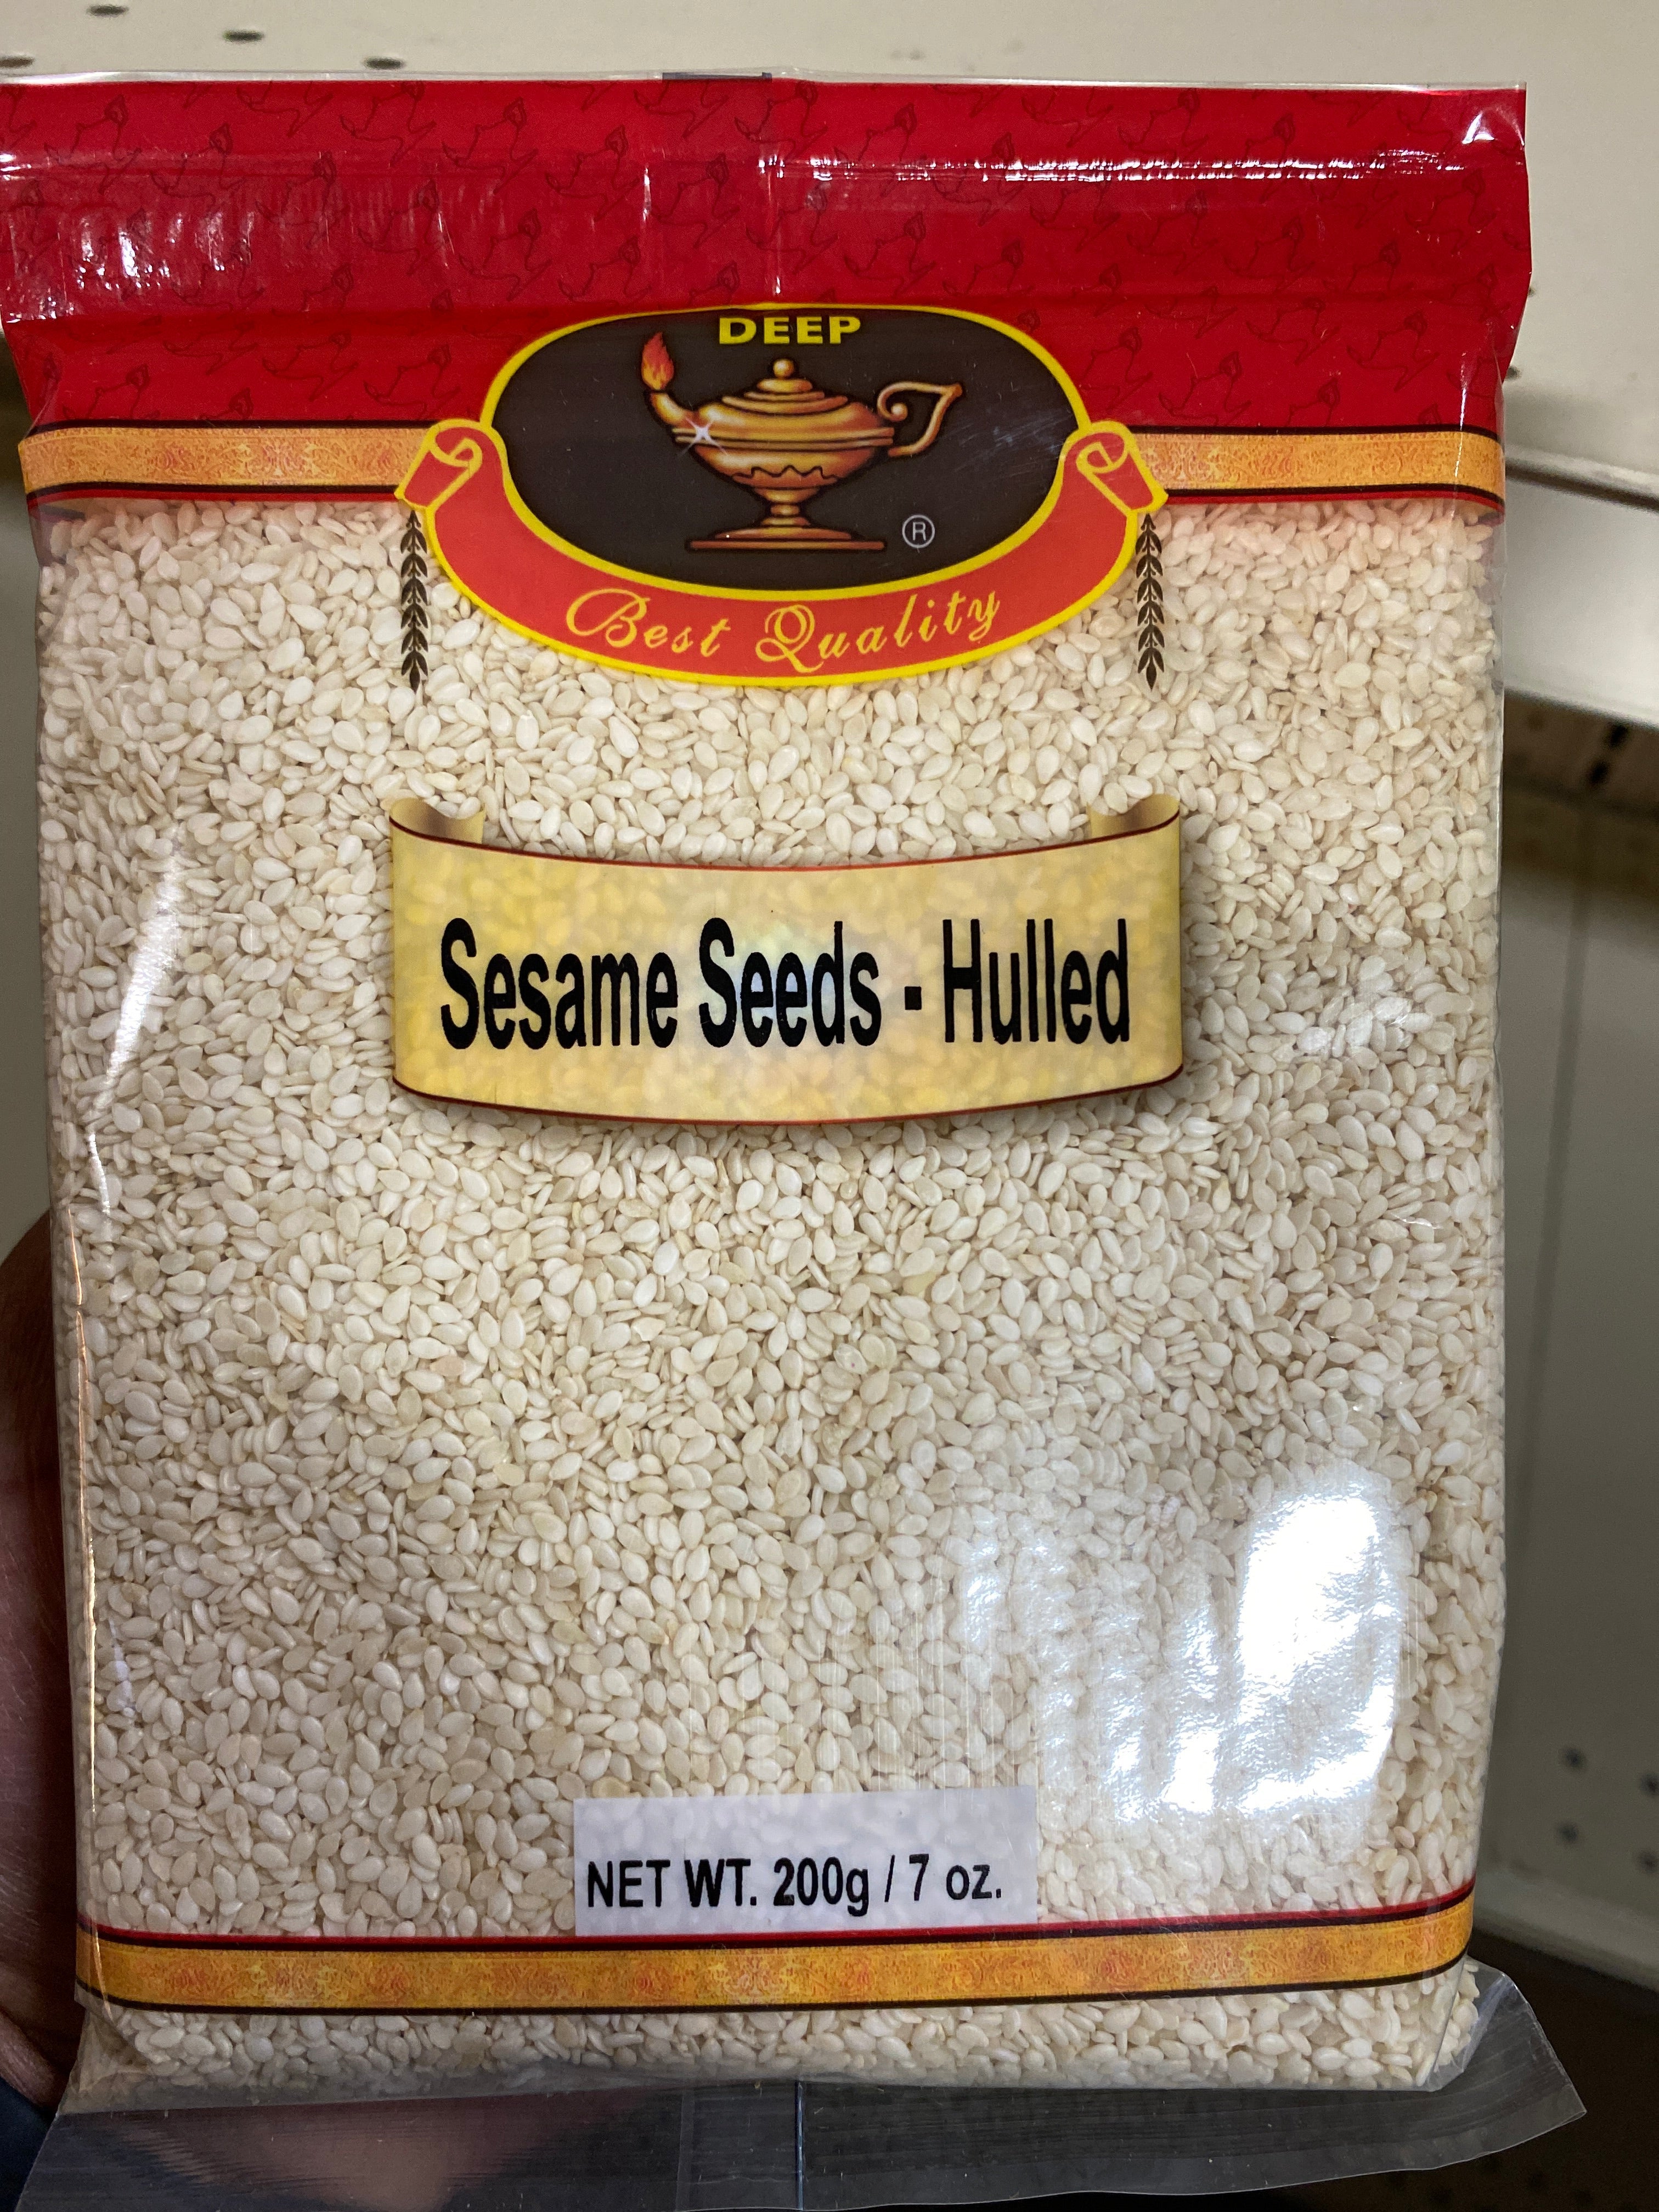 DEEP
®
Best Quality
Sesame Seeds - Hulled
NET WT. 200g / 7 oz.